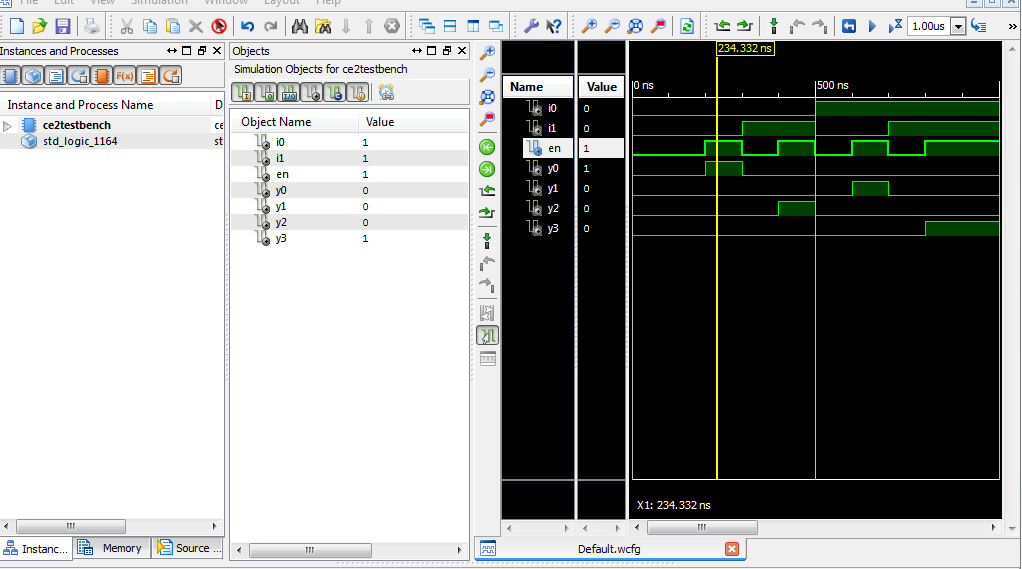 File Edit View Simulation Window Layout Help
1.00us
»
Instances and Processes
F(x)
Instance and Process Name D
ce2testbench ce
std_logic_1164 st
Instanc...
Memory
Source ...
Objects
Simulation Objects for ce2testbench
I
O
I/O
C
V
Object Name Value
i0 1
i1 1
en 1
y0 0
y1 0
y2 0
y3 1
Name Value
i0 0
i1 0
en 1
y0 1
y1 0
y2 0
y3 0
234.332 ns
0 ns 500 ns
X1: 234.332 ns
Default.wcfg